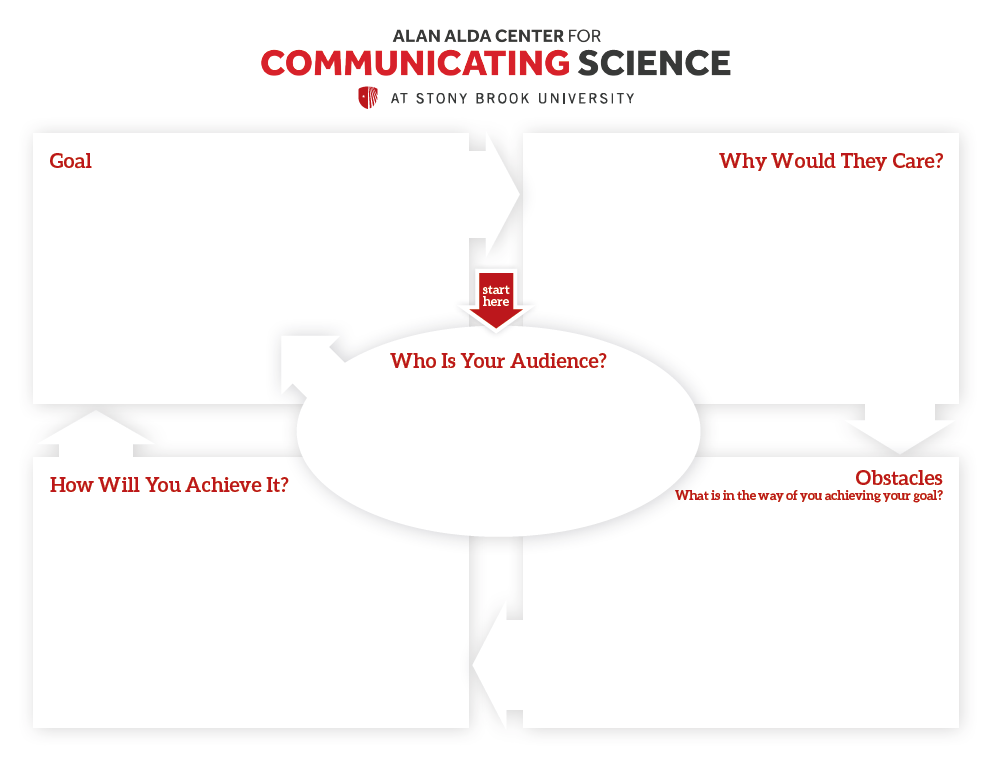 ALAN ALDA CENTER FOR
COMMUNICATING SCIENCE
AT STONY BROOK UNIVERSITY
Goal
Why Would They Care?
start
here
Who Is Your Audience?
How Will You Achieve It?
Obstacles
What is in the way of you achieving your goal?